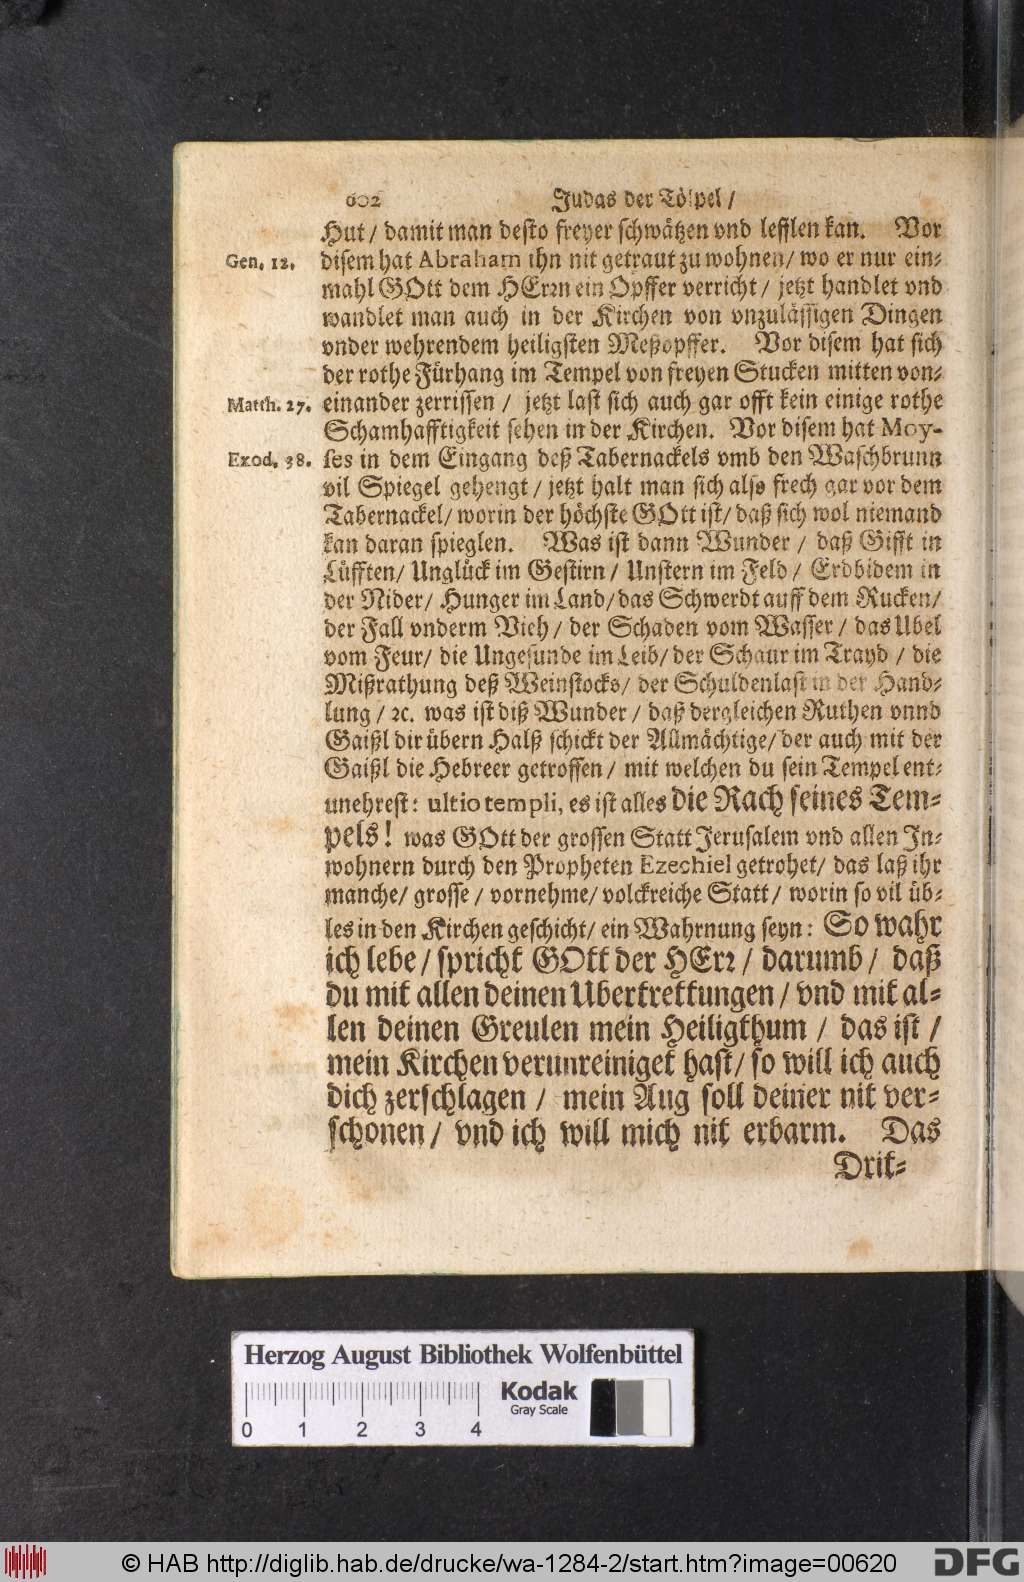 602 Judas der Tölpel /
Hut / damit man desto freyer schwätzen vnd lefflen kan. Vor
Gen. 12. disem hat Abraham ihn nit getraut zu wohnen / wo er nur ein-
mahl GOtt dem HErrn ein Opffer verricht / jetzt handlet vnd
wandlet man auch in der Kirchen von vnzulässigen Dingen
vnder wehrendem heiligsten Meßopffer. Vor disem hat sich
der rothe Fürhang im Tempel von freyen Stucken mitten von-
Matth. 27. einander zerrissen / jetzt last sich auch gar offt kein einige rothe
Schamhafftigkeit sehen in der Kirchen. Vor disem hat Moy-
Exod. 38. ses in dem Eingang deß Tabernackels vmb den Waschbrunn
vil Spiegel gehengt / jetzt halt man sich also frech gar vor dem
Tabernackel / worin der höchste GOtt ist / daß sich wol niemand
kan daran spieglen. Was ist dann Wunder / daß Gifft in
Lüfften / Unglück im Gestirn / Unstern im Feld / Erdbidem in
der Nider / Hunger im Land / das Schwerdt auff dem Rucken /
der Fall vnderm Vieh / der Schaden vom Wasser / das Ubel
vom Feur / die Ungesunde im Leib / der Schaur im Trayd / die
Mißrathung deß Weinstocks / der Schuldenlast in der Hand-
lung / ꝛc. was ist diß Wunder / daß dergleichen Ruthen vnnd
Gaißl dir übern Halß schickt der Allmächtige / der auch mit der
Gaißl die Hebreer getroffen / mit welchen du sein Tempel ent-
unehrest: ultio templi, es ist alles die Rach seines Tem-
pels! was GOtt der grossen Statt Jerusalem vnd allen In-
wohnern durch den Propheten Ezechiel getrohet / das laß ihr
manche / grosse / vornehme / volckreiche Statt / worin so vil üb-
les in den Kirchen geschicht / ein Wahrnung seyn: So wahr
ich lebe / spricht GOtt der HErr / darumb / daß
du mit allen deinen Ubertrettungen / vnd mit al-
len deinen Greulen mein Heiligthum / das ist /
mein Kirchen verunreiniget hast / so will ich auch
dich zerschlagen / mein Aug soll deiner nit ver-
schonen / vnd ich will mich nit erbarm. Das
Drit-
Herzog August Bibliothek Wolfenbüttel
0 1 2 3 4
Kodak
Gray Scale
© HAB http://diglib.hab.de/drucke/wa-1284-2/start.htm?image=00620
DFG